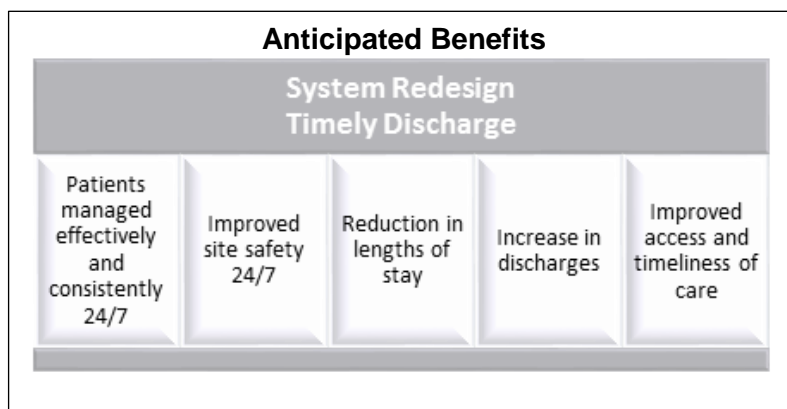 Anticipated Benefits
System Redesign
Timely Discharge
Patients
managed
effectively
and
consistently
24/7
Improved
site safety
24/7
Reduction in
lengths of
stay
Increase in
discharges
Improved
access and
timeliness of
care